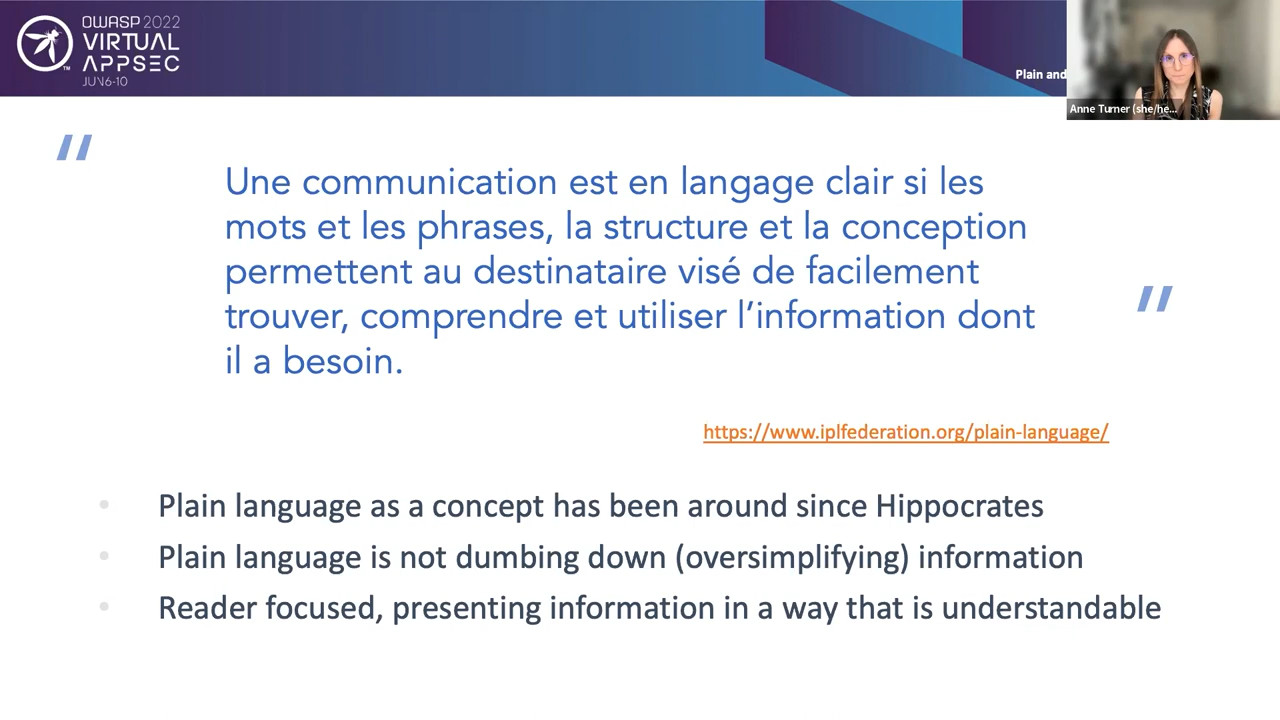 OWASP 2022
VIRTUAL
APPSEC
JUN 6-10
TM
Plain and
Anne Turner (she/he...
"
Une communication est en langage clair si les
mots et les phrases, la structure et la conception
permettent au destinataire visé de facilement
trouver, comprendre et utiliser l’information dont
il a besoin.
"
https://www.iplfederation.org/plain-language/
• Plain language as a concept has been around since Hippocrates
• Plain language is not dumbing down (oversimplifying) information
• Reader focused, presenting information in a way that is understandable